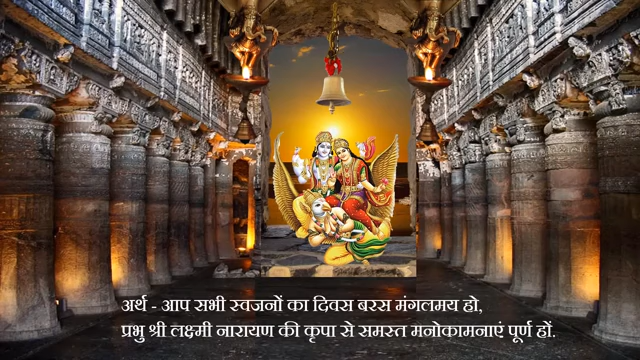 अर्थ - आप सभी स्वजनों का दिवस बरस मंगलमय हो,
प्रभु श्री लक्ष्मी नारायण की कृपा से समस्त मनोकामनाएं पूर्ण हों.